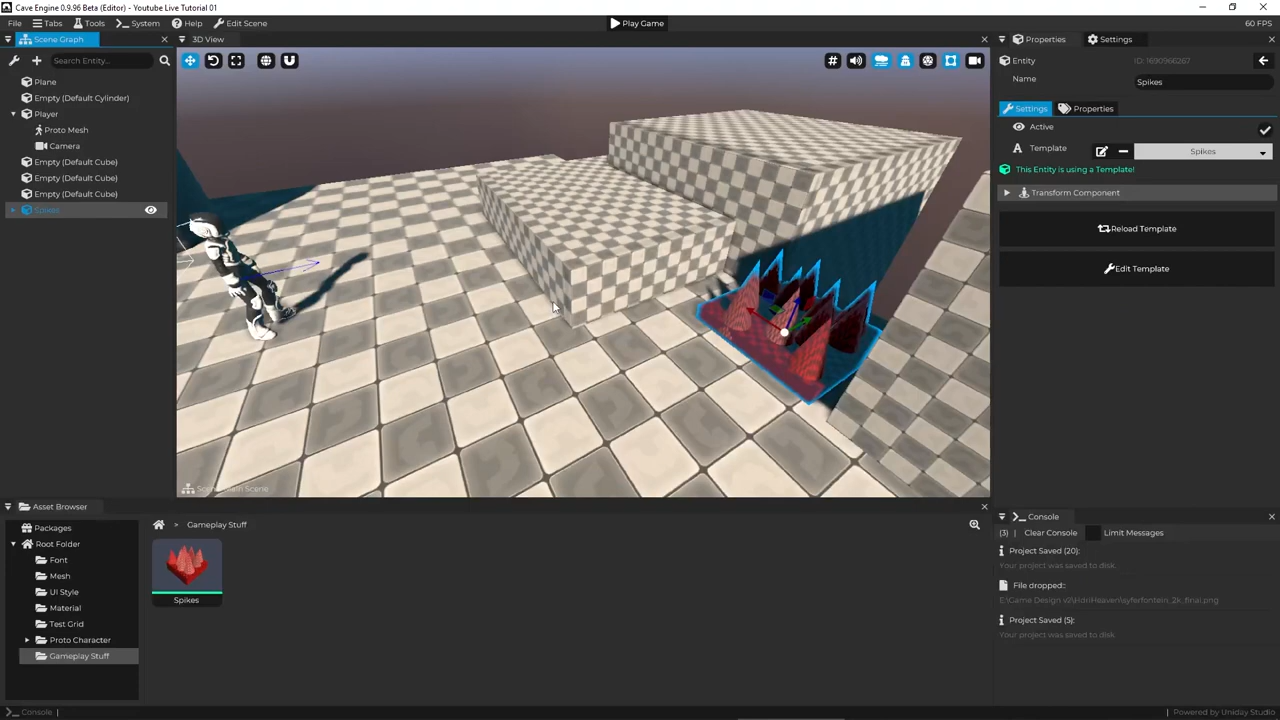 Cave Engine 0.9.96 Beta (Editor) - Youtube Live Tutorial 01
File Tabs Tools System Help Edit Scene Play Game 60 FPS
Scene Graph
Search Entity...
Plane
Empty (Default Cylinder)
Player
Proto Mesh
Camera
Empty (Default Cube)
Empty (Default Cube)
Empty (Default Cube)
Spikes
3D View
Properties Settings
Entity ID: 1690966267
Name Spikes
Settings Properties
Active
Template Spikes
This Entity is using a Template!
Transform Component
Reload Template
Edit Template
Asset Browser
Packages
Root Folder
Font
Mesh
UI Style
Material
Test Grid
Proto Character
Gameplay Stuff
> Gameplay Stuff
Spikes
Console
(3) | Clear Console Limit Messages
Project Saved (20):
Your project was saved to disk.
File dropped::
Project Saved (5):
Your project was saved to disk.
Console
Powered by Uniday Studio